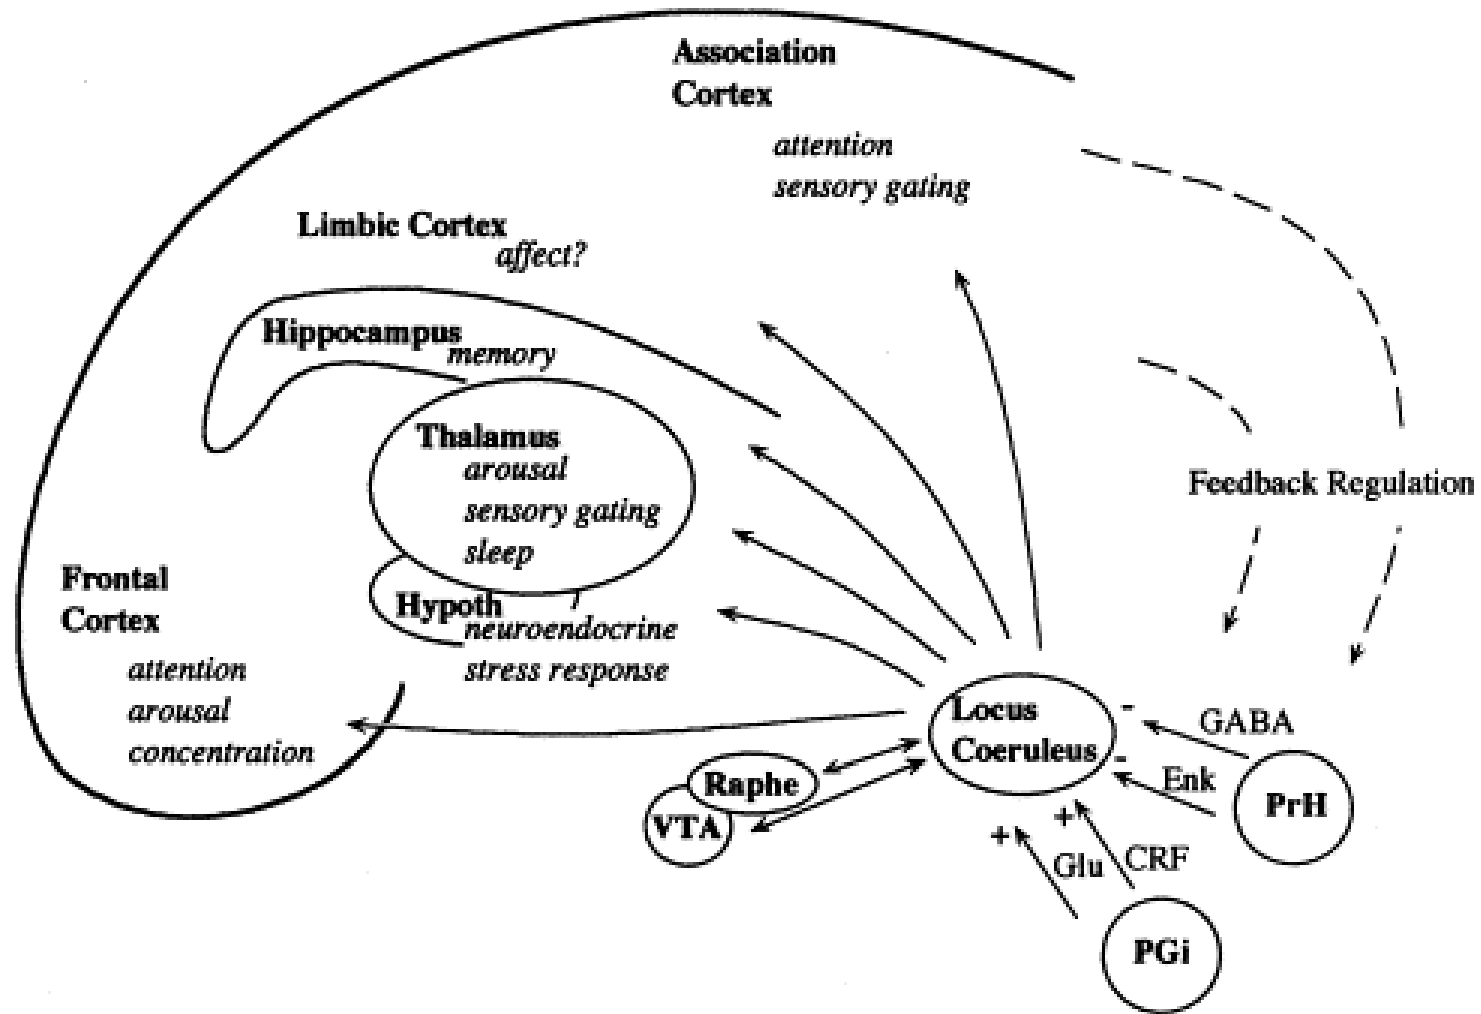 Association
Cortex
attention
sensory gating
Limbic Cortex
affect?
Hippocampus
memory
Thalamus
arousal
sensory gating
sleep
Feedback Regulation
Frontal
Cortex
Hypoth
neuroendocrine
stress response
attention
arousal
concentration
Locus
Coeruleus
-
GABA
-
Enk
PrH
Raphe
VTA
+
+
Glu
CRF
PGi